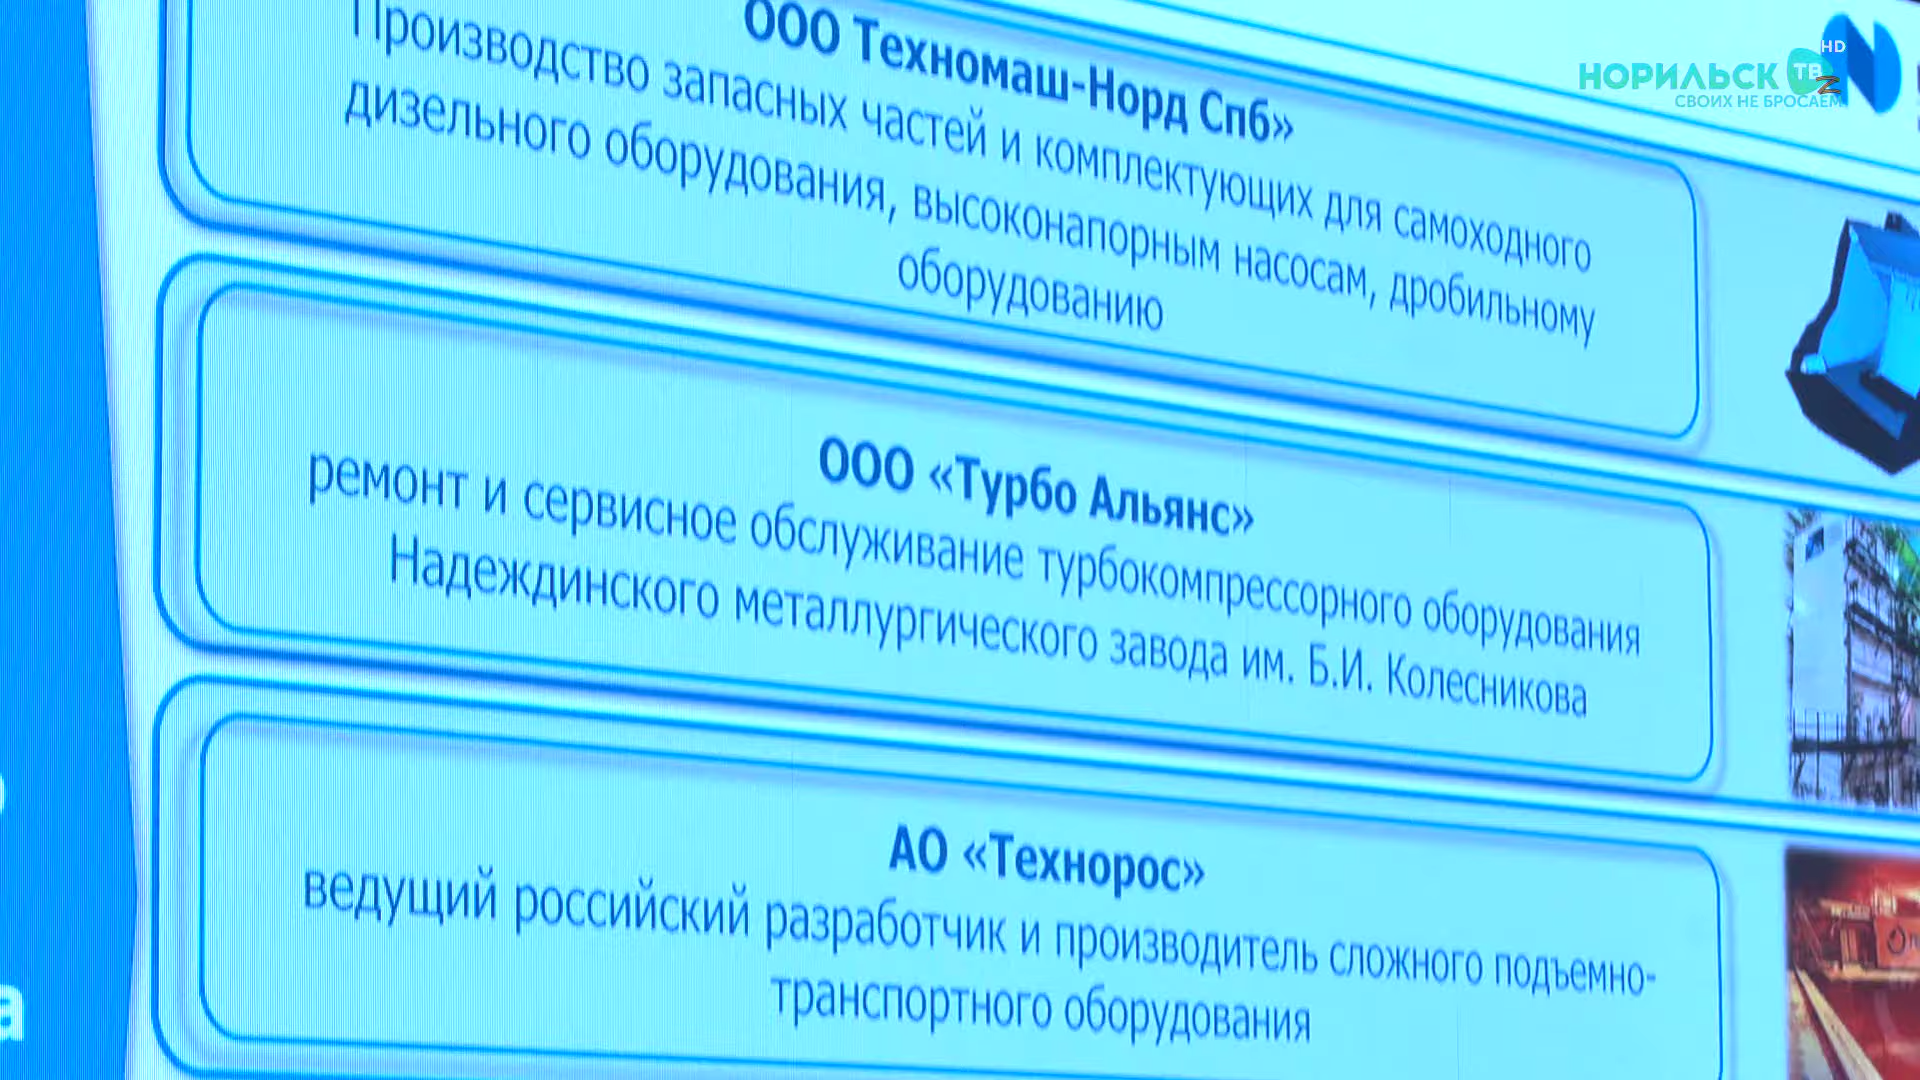 ООО Техномаш-Норд Спб»
Производство запасных частей и комплектующих для самоходного
дизельного оборудования, высоконапорным насосам, дробильному
оборудованию
ООО «Турбо Альянс»
ремонт и сервисное обслуживание турбокомпрессорного оборудования
Надеждинского металлургического завода им. Б.И. Колесникова
АО «Технорос»
ведущий российский разработчик и производитель сложного подъемно-
транспортного оборудования
НОРИЛЬСК ТВ HD
СВОИХ НЕ БРОСАЕМ